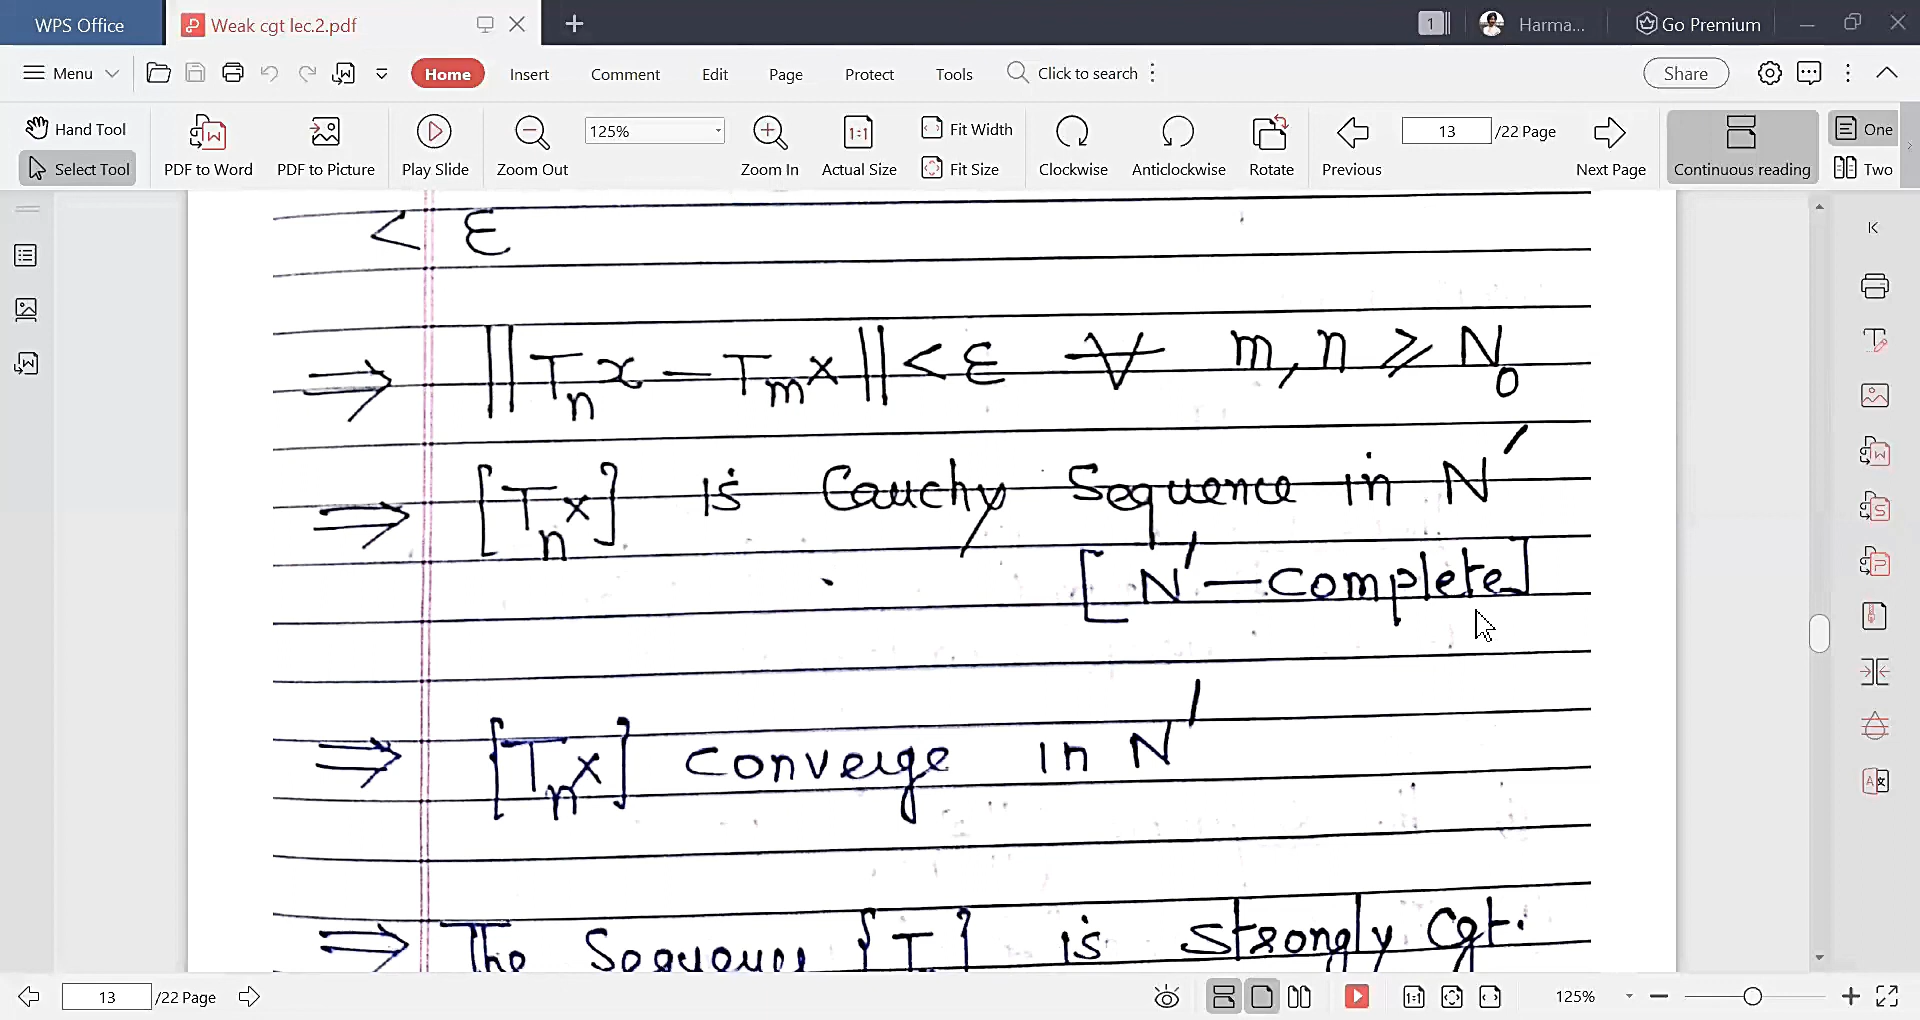 WPS Office
Weak cgt lec.2.pdf
1
Harma...
Go Premium
Menu
Home
Insert
Comment
Edit
Page
Protect
Tools
Click to search
Share
Hand Tool
Select Tool
PDF to Word
PDF to Picture
Play Slide
Zoom Out
125%
Zoom In
1:1
Actual Size
Fit Width
Fit Size
Clockwise
Anticlockwise
Rotate
Previous
13 /22 Page
Next Page
Continuous reading
One
Two
< ε
⇒ ||Tₙx − Tₘx|| < ε ∀ m, n ⩾ N₀
⇒ [Tₙx] is Cauchy Sequence in N'
[N' — complete]
⇒ [Tₙx] converge in N'
⇒ The Sequence {Tₙ} is strongly Cgt.
13 /22 Page
125%